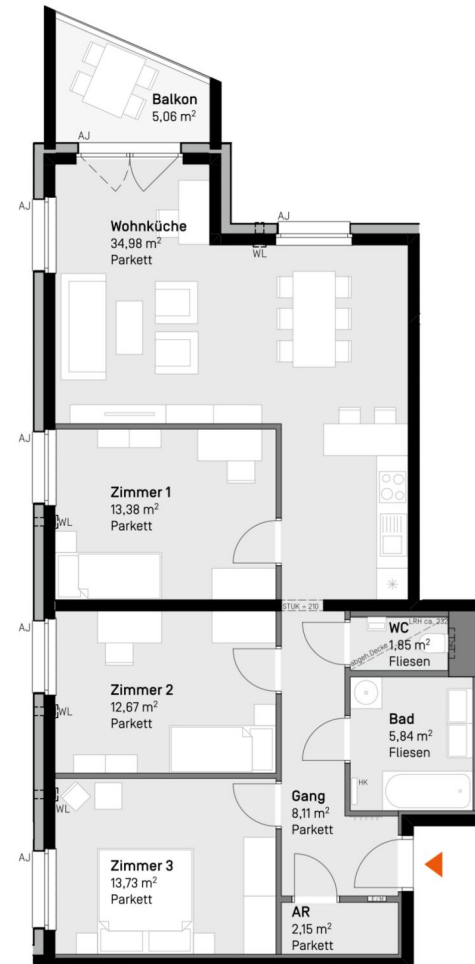 Balkon
5,06 m²
AJ
Wohnküche
34,98 m²
Parkett
AJ
AJ
WL
AJ
Zimmer 1
13,38 m²
Parkett
WL
STUK = 210
LRH ca. 232
WC
1,85 m²
Fliesen
abgeh.Decke
AJ
Zimmer 2
12,67 m²
Parkett
WL
Bad
5,84 m²
Fliesen
HK
Gang
8,11 m²
Parkett
WL
AJ
Zimmer 3
13,73 m²
Parkett
E / M
AR
2,15 m²
Parkett